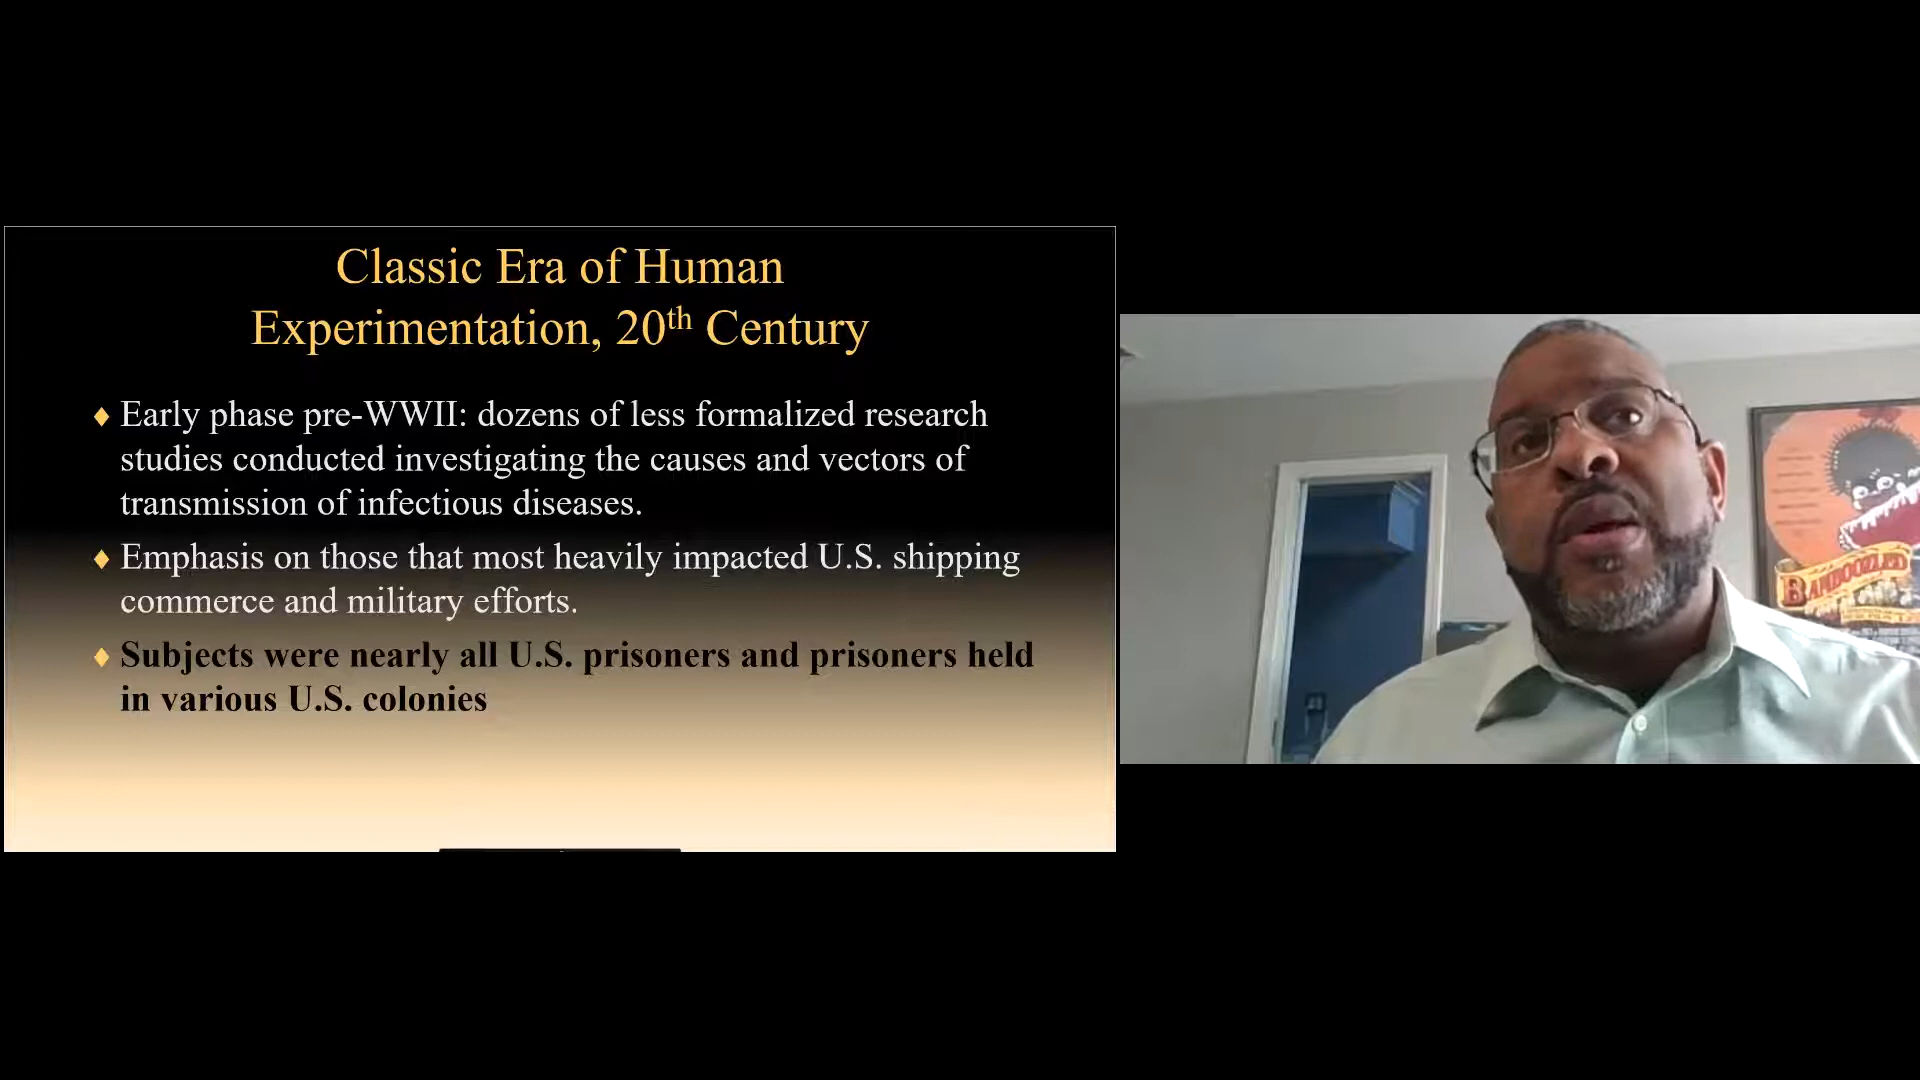 Classic Era of Human
Experimentation, 20th Century
Early phase pre-WWII: dozens of less formalized research
studies conducted investigating the causes and vectors of
transmission of infectious diseases.
Emphasis on those that most heavily impacted U.S. shipping
commerce and military efforts.
Subjects were nearly all U.S. prisoners and prisoners held
in various U.S. colonies
BAMBOOZLED